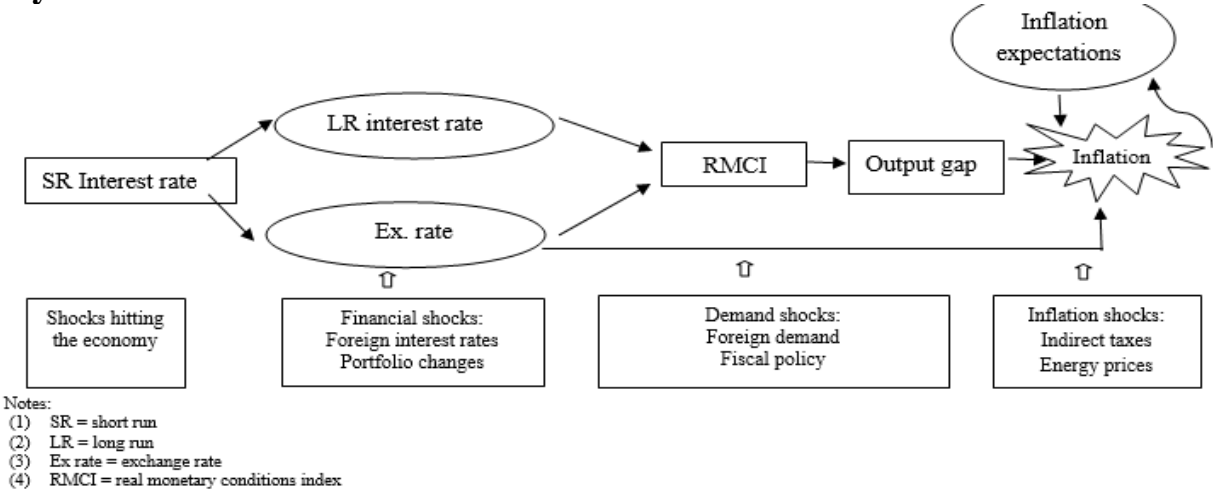 Inflation
expectations
LR interest rate
SR Interest rate
RMCI
Output gap
Inflation
Ex. rate
Shocks hitting
the economy
Financial shocks:
Foreign interest rates
Portfolio changes
Demand shocks:
Foreign demand
Fiscal policy
Inflation shocks:
Indirect taxes
Energy prices
Notes:
(1) SR = short run
(2) LR = long run
(3) Ex rate = exchange rate
(4) RMCI = real monetary conditions index